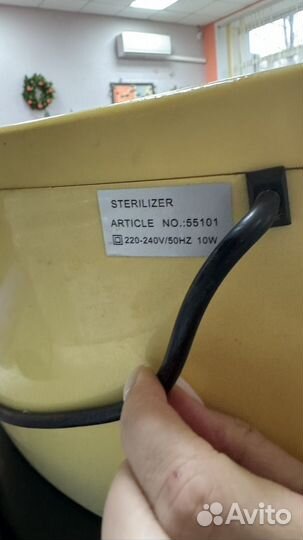 STERILIZER
ARTICLE NO.:55101
220-240V/50HZ 10W
Avito